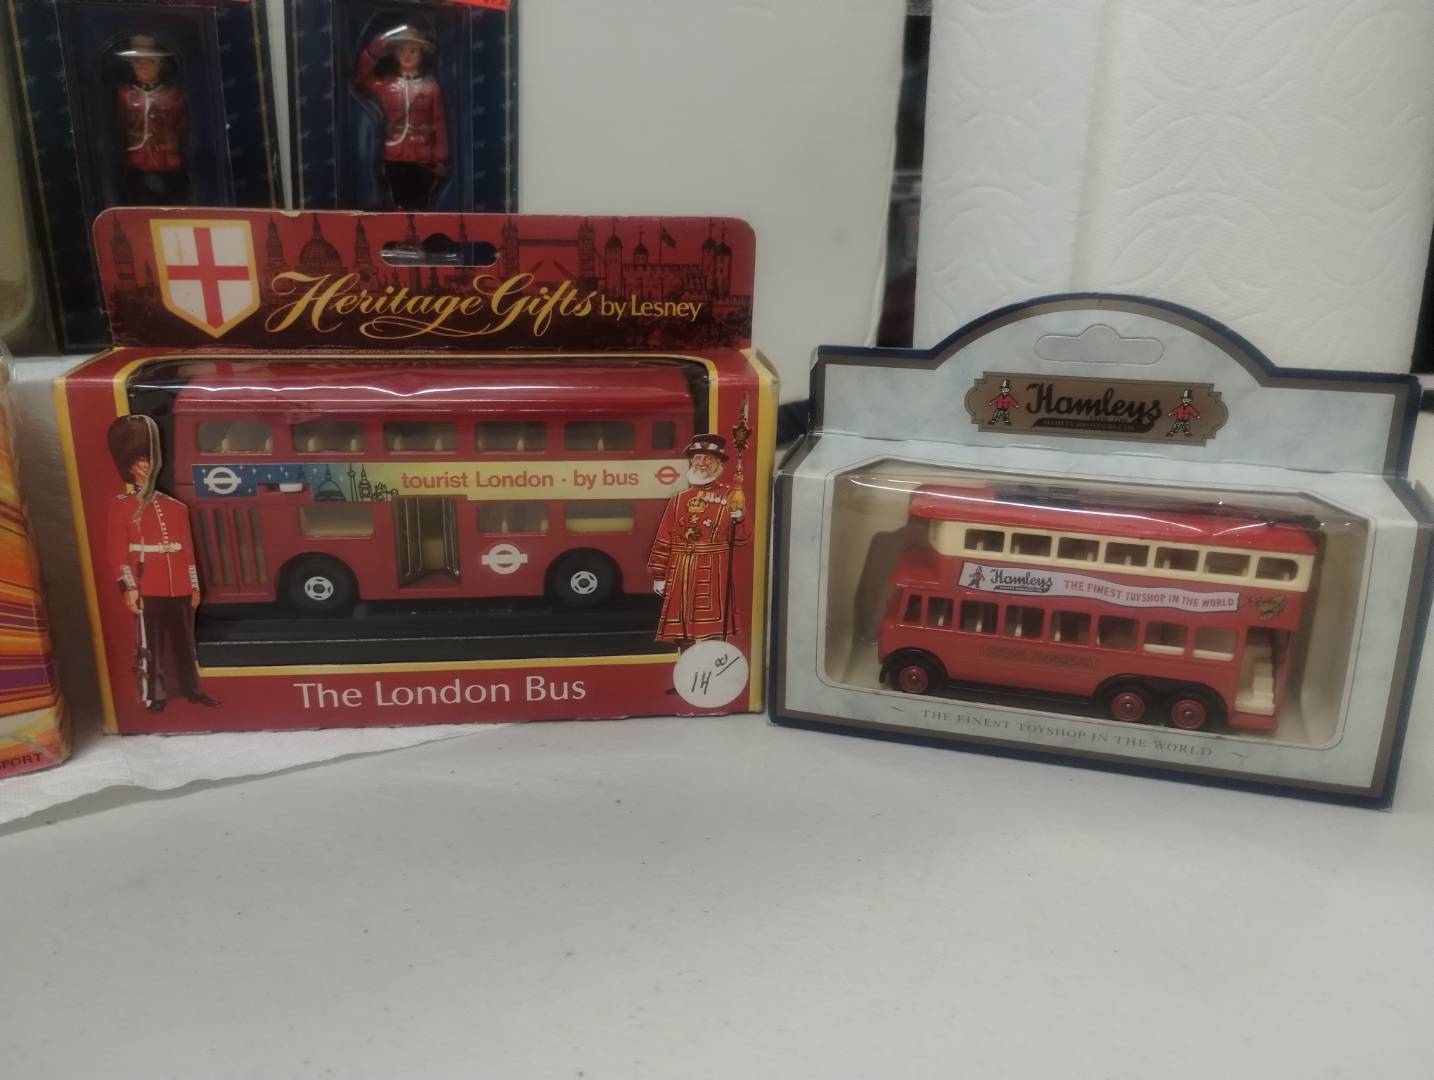 Heritage Gifts by Lesney
tourist London · by bus
The London Bus
14 00
Hamleys
Hamleys
THE FINEST TOYSHOP IN THE WORLD
THE FINEST TOYSHOP IN THE WORLD
PORT